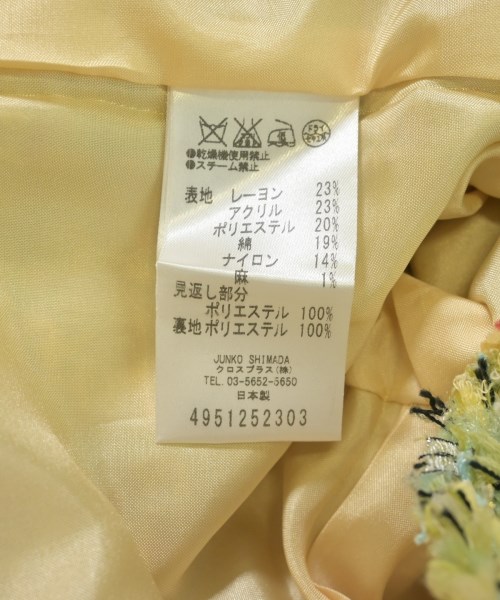 ❶乾燥機使用禁止
❷スチーム禁止
表地 レーヨン 23%
アクリル 23%
ポリエステル 20%
綿 19%
ナイロン 14%
麻 1%
見返し部分
ポリエステル 100%
裏地 ポリエステル 100%
JUNKO SHIMADA
クロスプラス(株)
TEL. 03-5652-5650
日本製
4951252303